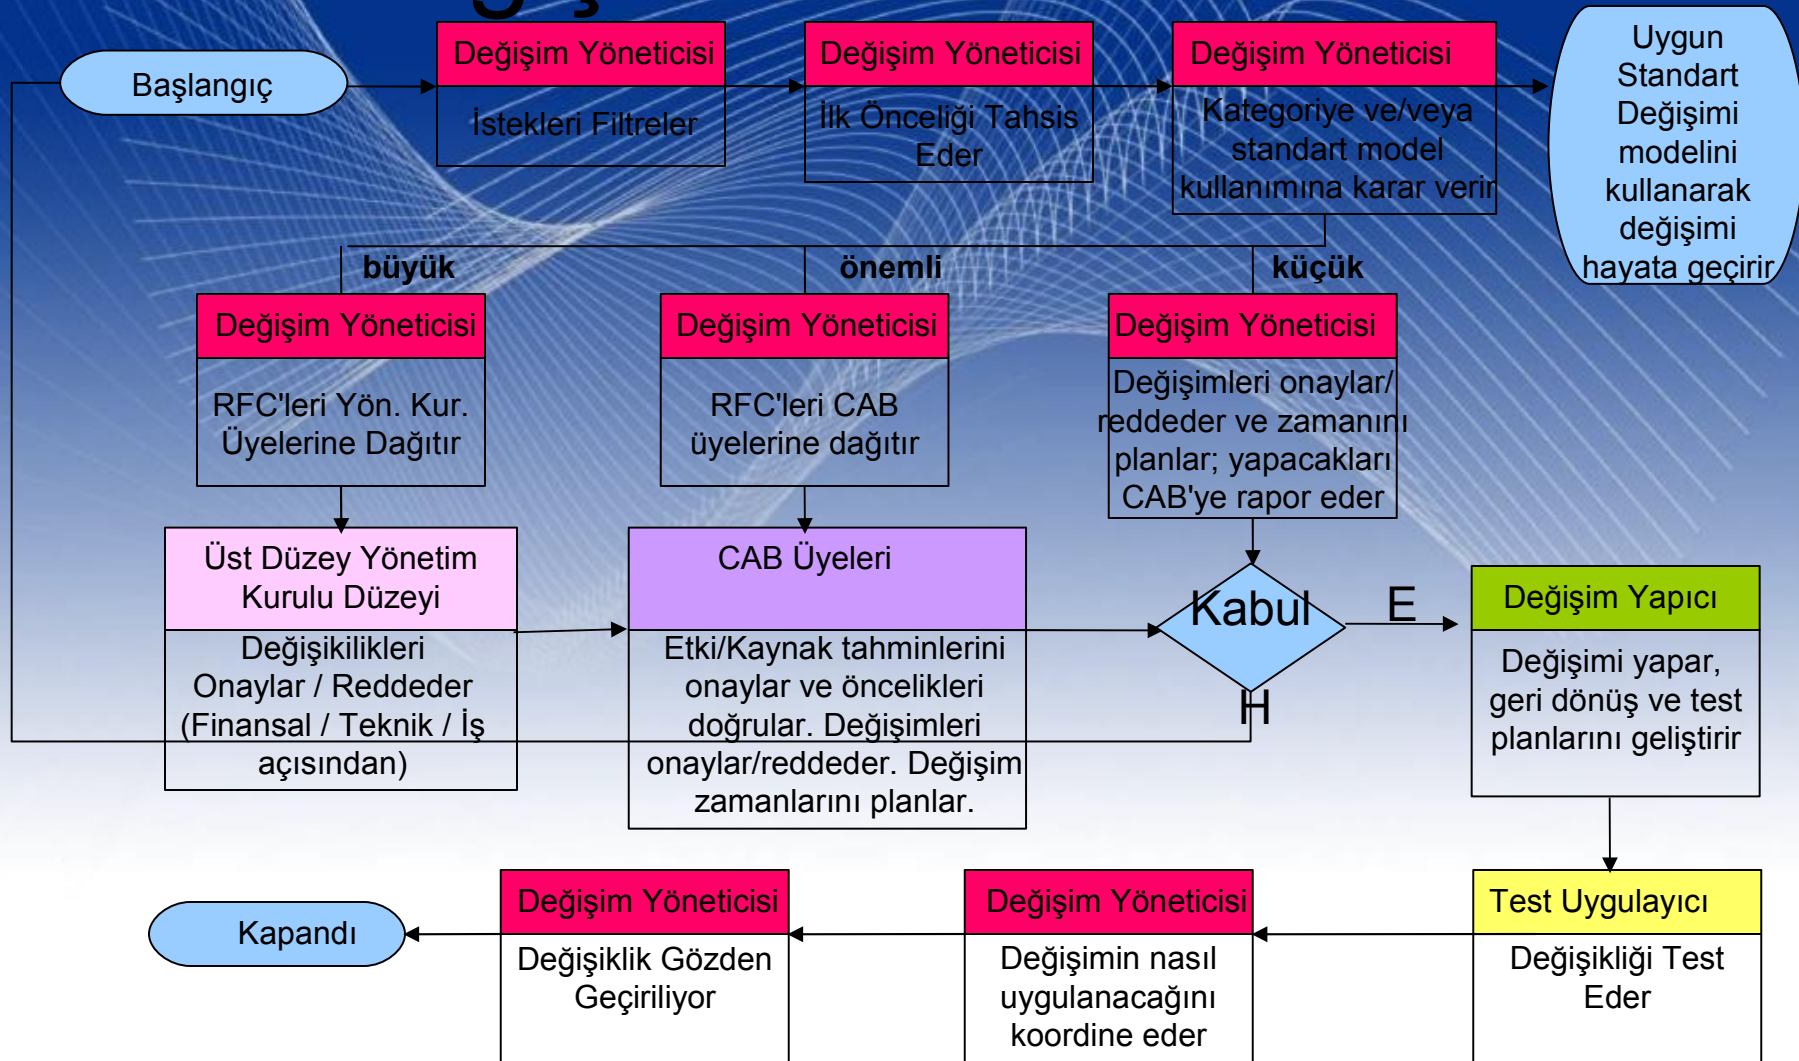 Başlangıç
Değişim Yöneticisi
İstekleri Filtreler
Değişim Yöneticisi
İlk Önceliği Tahsis
Eder
Değişim Yöneticisi
Kategoriye ve/veya
standart model
kullanımına karar verir
Uygun
Standart
Değişimi
modelini
kullanarak
değişimi
hayata geçirir
büyük
önemli
küçük
Değişim Yöneticisi
RFC'leri Yön. Kur.
Üyelerine Dağıtır
Değişim Yöneticisi
RFC'leri CAB
üyelerine dağıtır
Değişim Yöneticisi
Değişimleri onaylar/
reddeder ve zamanını
planlar; yapacakları
CAB'ye rapor eder
Üst Düzey Yönetim
Kurulu Düzeyi
Değişikilikleri
Onaylar / Reddeder
(Finansal / Teknik / İş
açısından)
CAB Üyeleri
Etki/Kaynak tahminlerini
onaylar ve öncelikleri
doğrular. Değişimleri
onaylar/reddeder. Değişim
zamanlarını planlar.
Kabul
E
H
Değişim Yapıcı
Değişimi yapar,
geri dönüş ve test
planlarını geliştirir
Kapandı
Değişim Yöneticisi
Değişiklik Gözden
Geçiriliyor
Değişim Yöneticisi
Değişimin nasıl
uygulanacağını
koordine eder
Test Uygulayıcı
Değişikliği Test
Eder